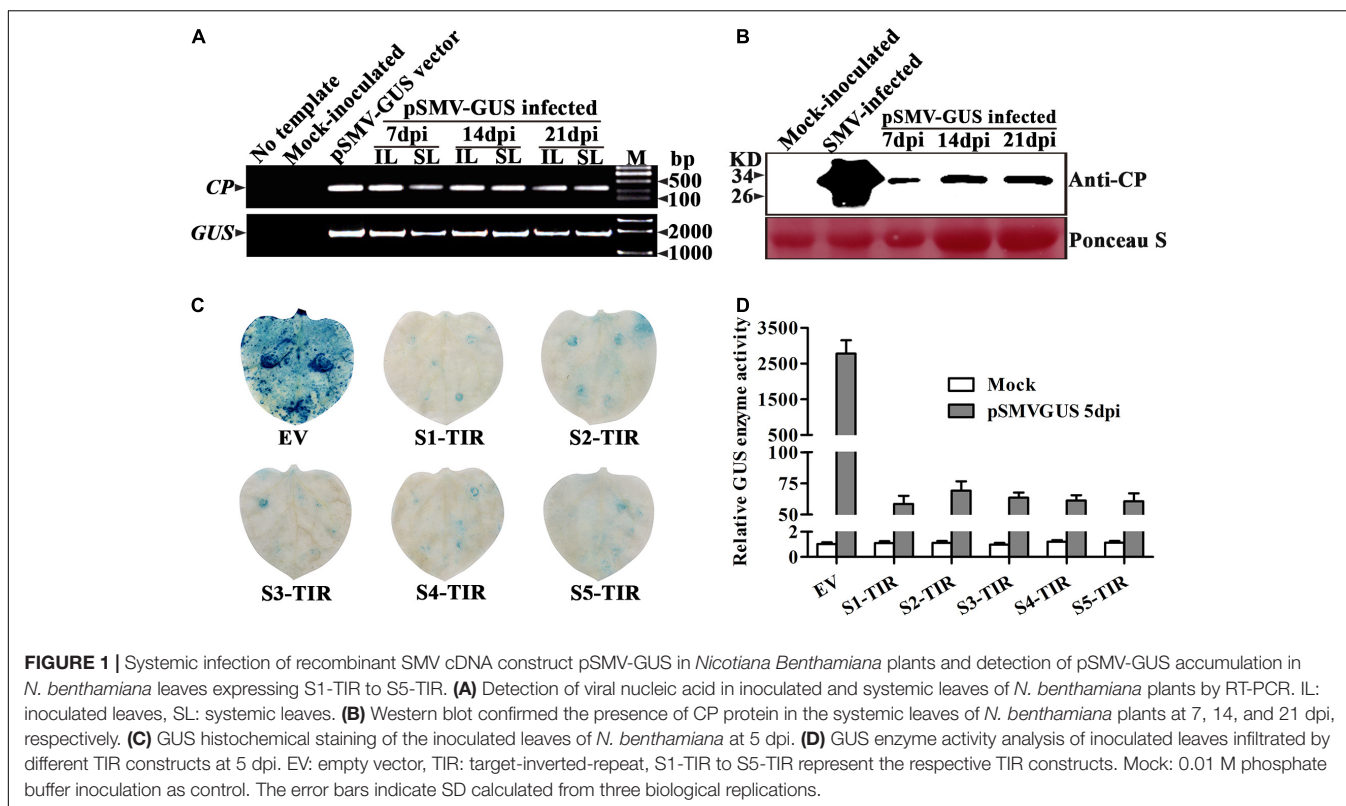 A
No template
Mock-inoculated
pSMV-GUS vector
pSMV-GUS infected
7dpi 14dpi 21dpi
IL SL IL SL IL SL M bp
CP
500
100
GUS
2000
1000
B
Mock-inoculated
SMV-infected
pSMV-GUS infected
7dpi 14dpi 21dpi
KD
34
26
Anti-CP
Ponceau S
C
EV S1-TIR S2-TIR
S3-TIR S4-TIR S5-TIR
D
Relative GUS enzyme activity
3500
2500
1500
500
100
75
50
2
0
Mock
pSMVGUS 5dpi
EV S1-TIR S2-TIR S3-TIR S4-TIR S5-TIR
FIGURE 1 | Systemic infection of recombinant SMV cDNA construct pSMV-GUS in Nicotiana Benthamiana plants and detection of pSMV-GUS accumulation in
N. benthamiana leaves expressing S1-TIR to S5-TIR. (A) Detection of viral nucleic acid in inoculated and systemic leaves of N. benthamiana plants by RT-PCR. IL:
inoculated leaves, SL: systemic leaves. (B) Western blot confirmed the presence of CP protein in the systemic leaves of N. benthamiana plants at 7, 14, and 21 dpi,
respectively. (C) GUS histochemical staining of the inoculated leaves of N. benthamiana at 5 dpi. (D) GUS enzyme activity analysis of inoculated leaves infiltrated by
different TIR constructs at 5 dpi. EV: empty vector, TIR: target-inverted-repeat, S1-TIR to S5-TIR represent the respective TIR constructs. Mock: 0.01 M phosphate
buffer inoculation as control. The error bars indicate SD calculated from three biological replications.